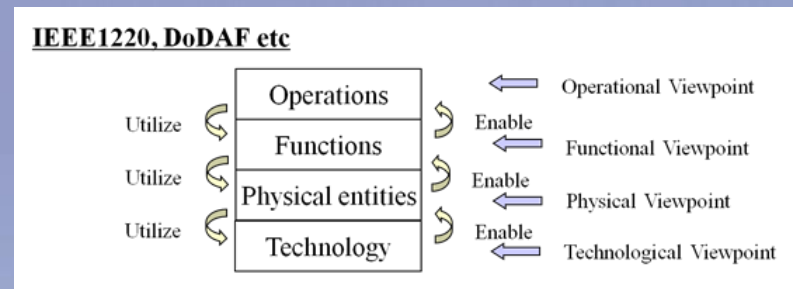 IEEE1220, DoDAF etc
Operations
Operational Viewpoint
Utilize
Enable
Functions
Functional Viewpoint
Utilize
Enable
Physical entities
Physical Viewpoint
Utilize
Enable
Technology
Technological Viewpoint